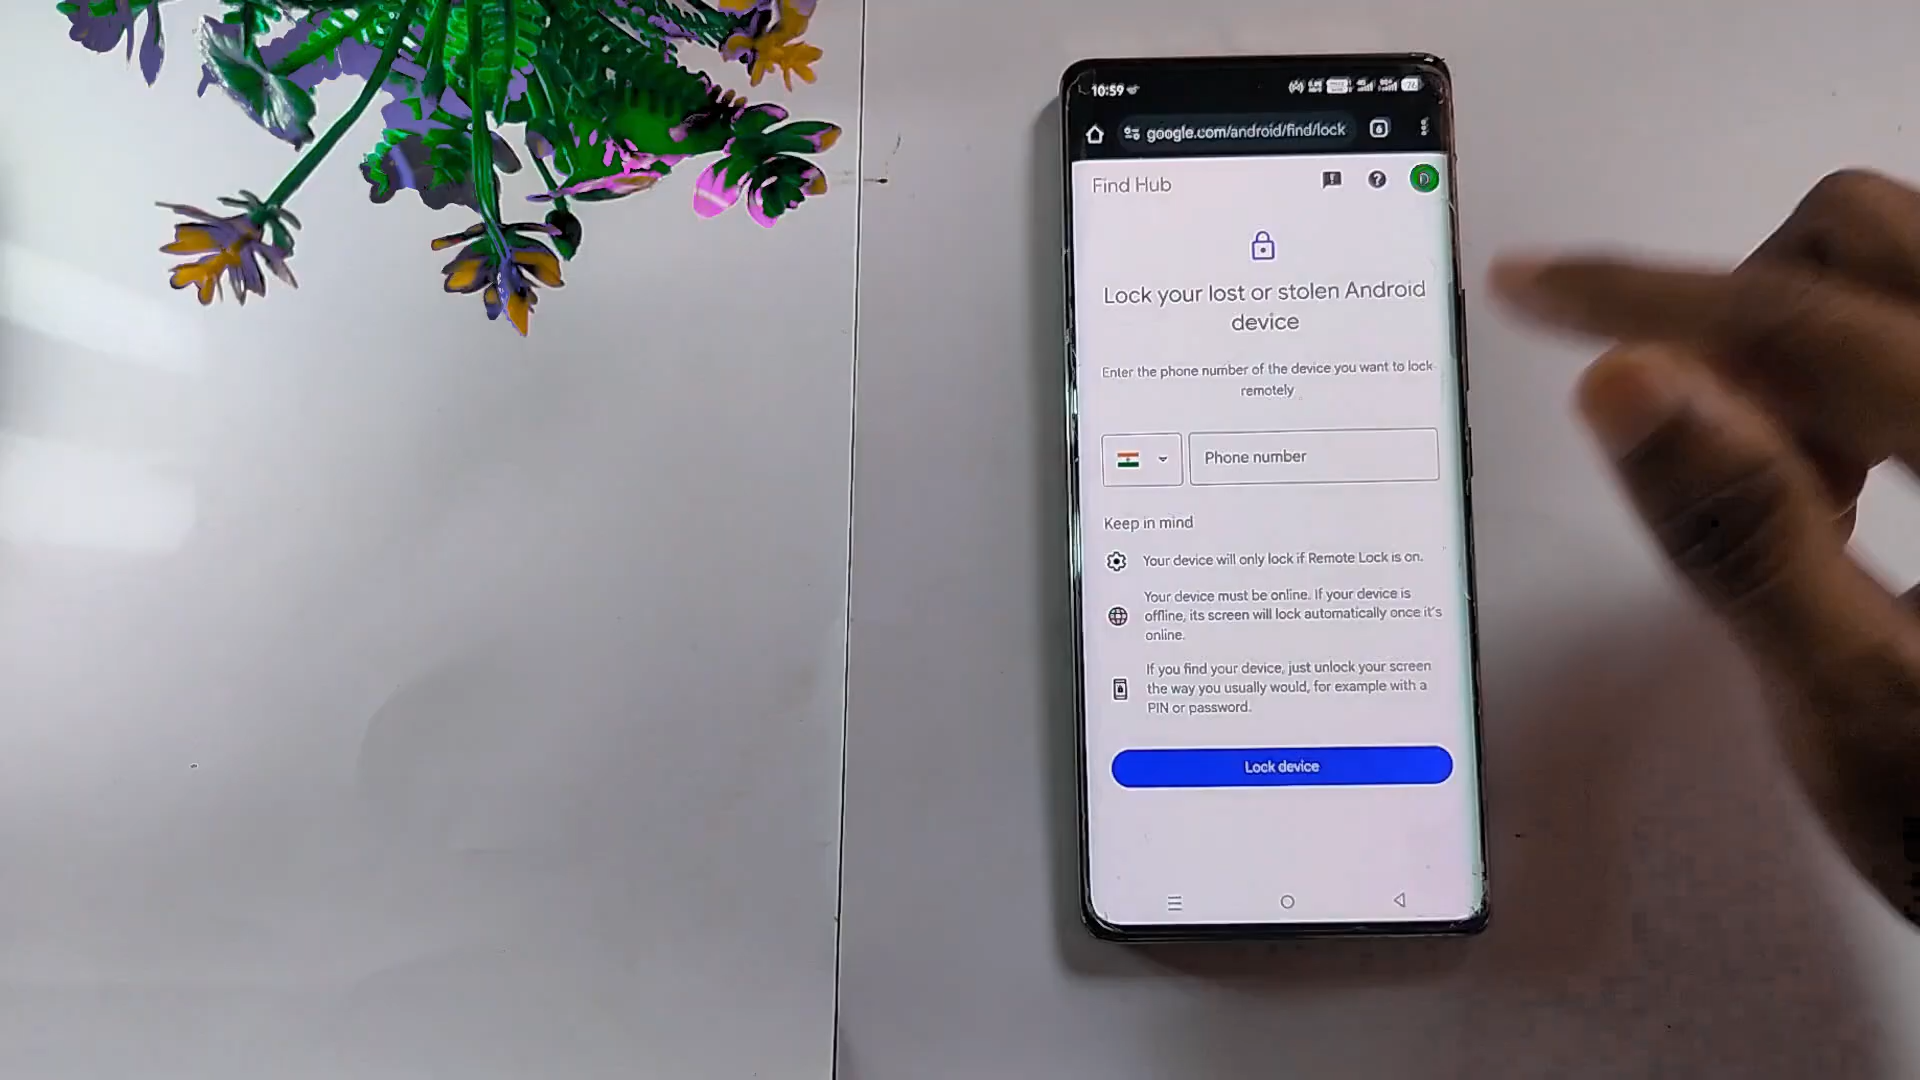 10:59
google.com/android/find/lock
6
Find Hub
D
Lock your lost or stolen Android
device
Enter the phone number of the device you want to lock
remotely
Phone number
Keep in mind
Your device will only lock if Remote Lock is on.
Your device must be online. If your device is
offline, its screen will lock automatically once it's
online.
If you find your device, just unlock your screen
the way you usually would, for example with a
PIN or password.
Lock device